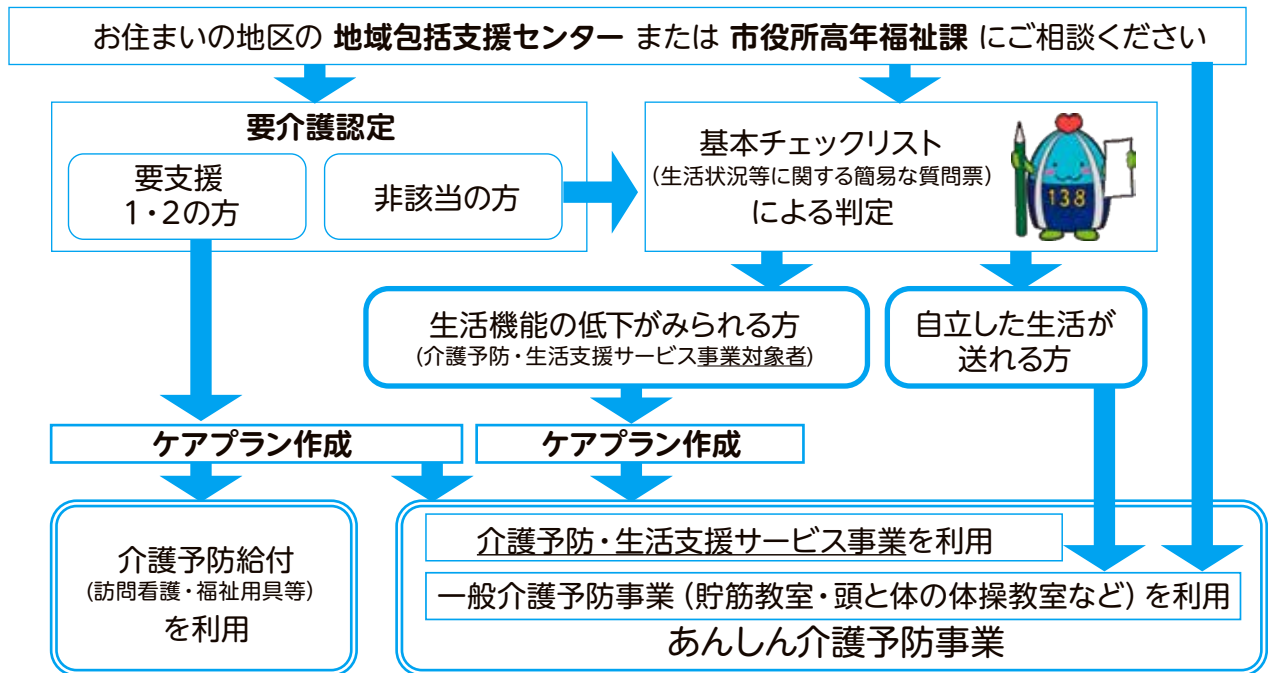 お住まいの地区の 地域包括支援センター または 市役所高年福祉課 にご相談ください
要介護認定
要支援
1・2の方
非該当の方
基本チェックリスト
(生活状況等に関する簡易な質問票)
による判定
138
生活機能の低下がみられる方
(介護予防・生活支援サービス事業対象者)
自立した生活が
送れる方
ケアプラン作成
ケアプラン作成
介護予防給付
(訪問看護・福祉用具等)
を利用
介護予防・生活支援サービス事業を利用
一般介護予防事業(貯筋教室・頭と体の体操教室など)を利用
あんしん介護予防事業